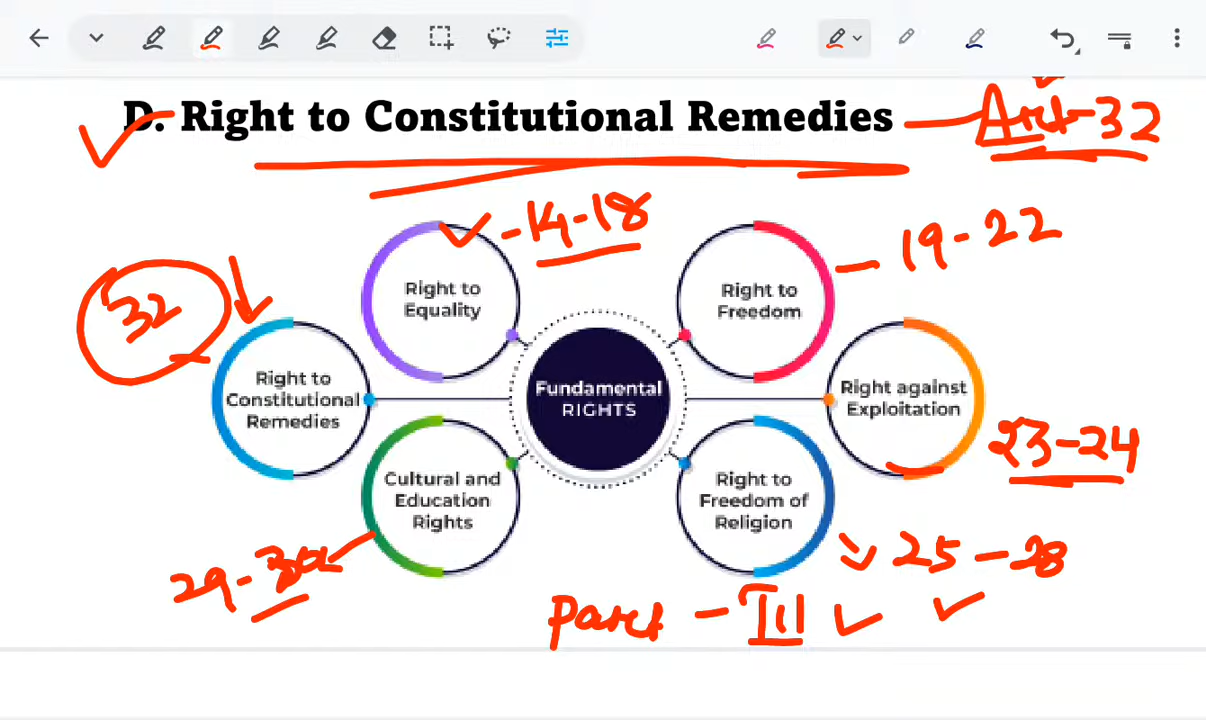 D. Right to Constitutional Remedies — Art-32
- 14-18
- 19-22
32
Right to
Equality
Right to
Freedom
Right to
Constitutional
Remedies
Fundamental
RIGHTS
Right against
Exploitation
23-24
Cultural and
Education
Rights
Right to
Freedom of
Religion
29-30
25-28
Part - III